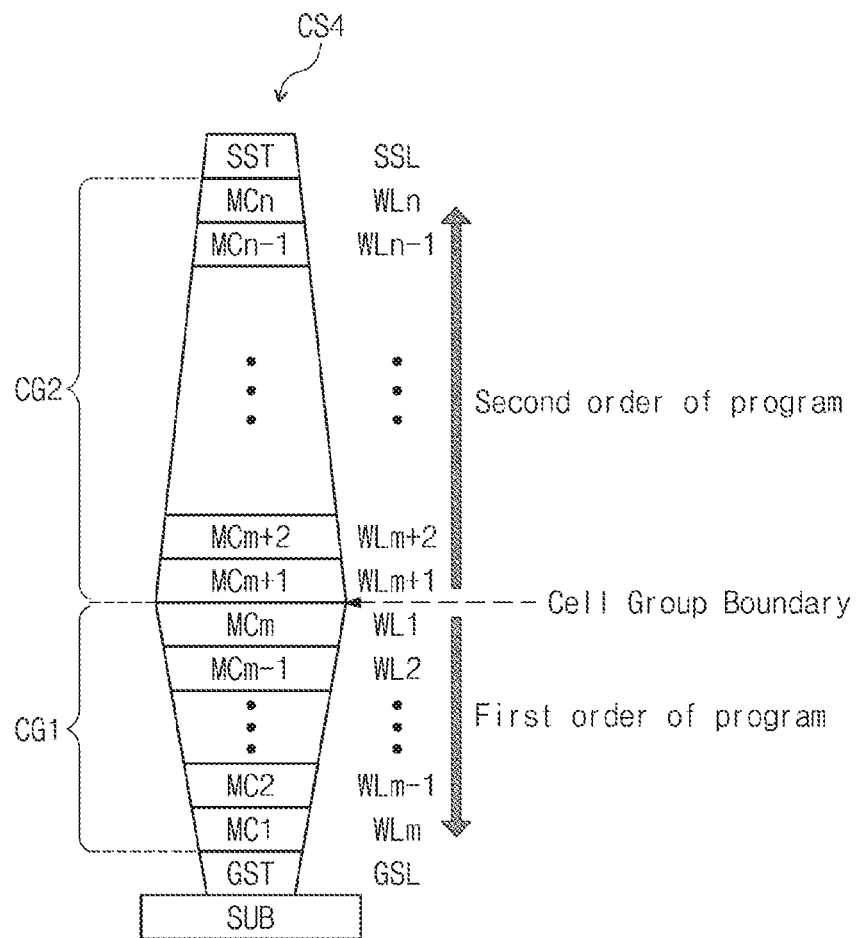 CS4
SST SSL
MCn WLn
MCn-1 WLn-1
CG2
Second order of program
MCm+2 WLm+2
MCm+1 WLm+1
Cell Group Boundary
MCm WL1
MCm-1 WL2
CG1
First order of program
MC2 WLm-1
MC1 WLm
GST GSL
SUB